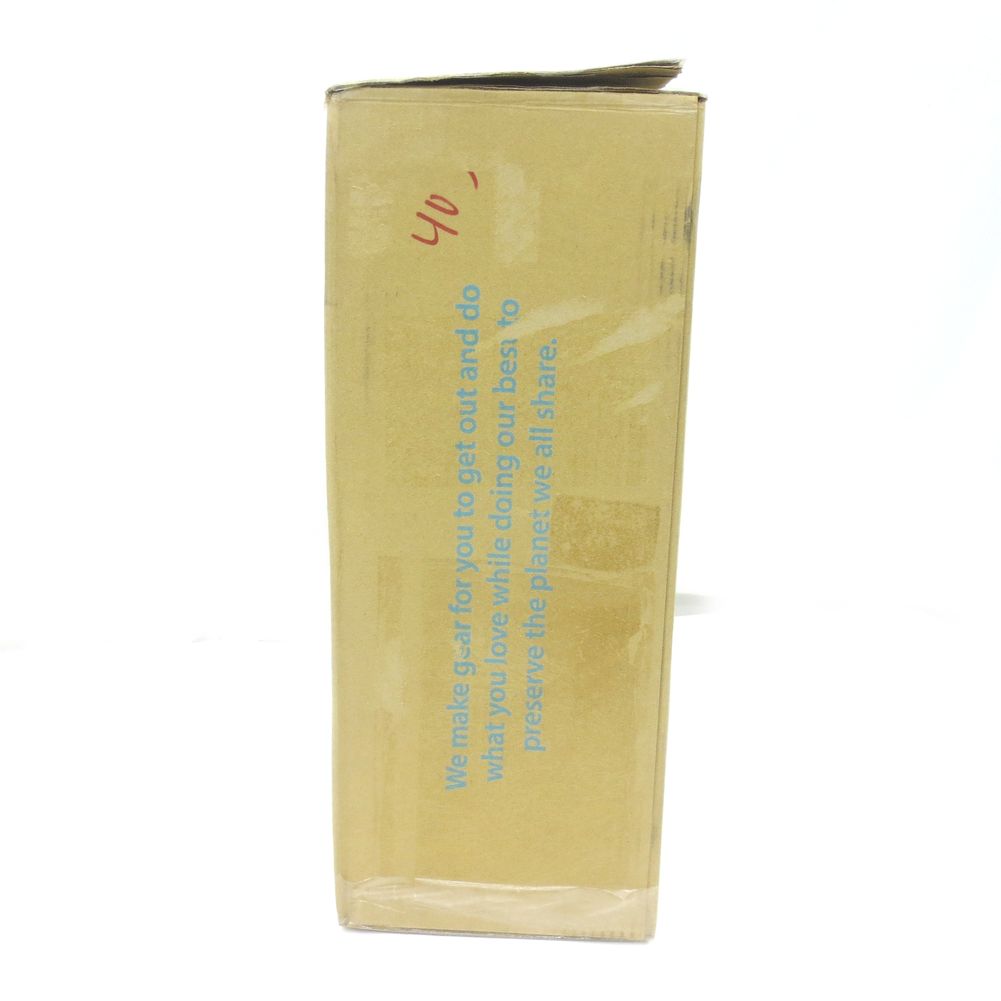 40
We make gear for you to get out and do
what you love while doing our best to
preserve the planet we all share.